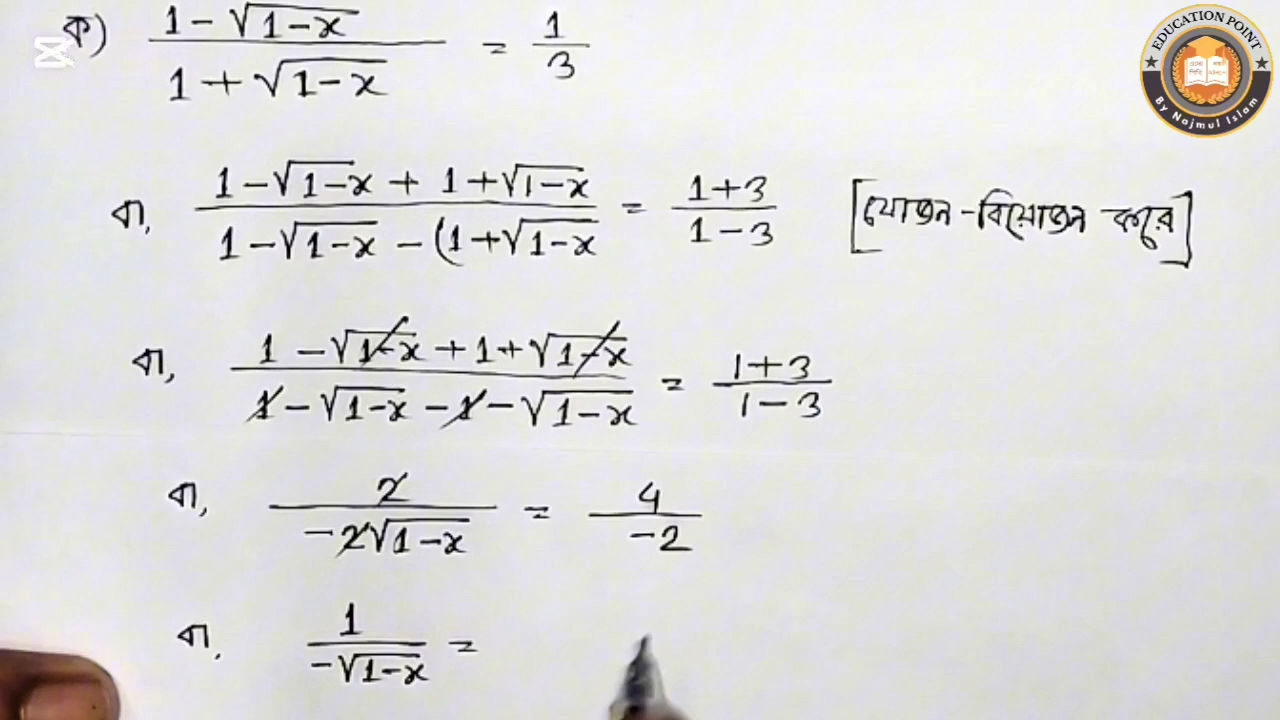 ক) (1 - √(1-x)) / (1 + √(1-x)) = 1/3
বা, (1 - √(1-x) + 1 + √(1-x)) / (1 - √(1-x) - (1 + √(1-x)) = (1+3)/(1-3) [যোজন-বিয়োজন করে]
বা, (1 - √(1-x) + 1 + √(1-x)) / (1 - √(1-x) - 1 - √(1-x)) = (1+3)/(1-3)
বা, 2 / (-2√(1-x)) = 4/(-2)
বা, 1 / (-√(1-x)) =
EDUCATION POINT
By Najmul Islam